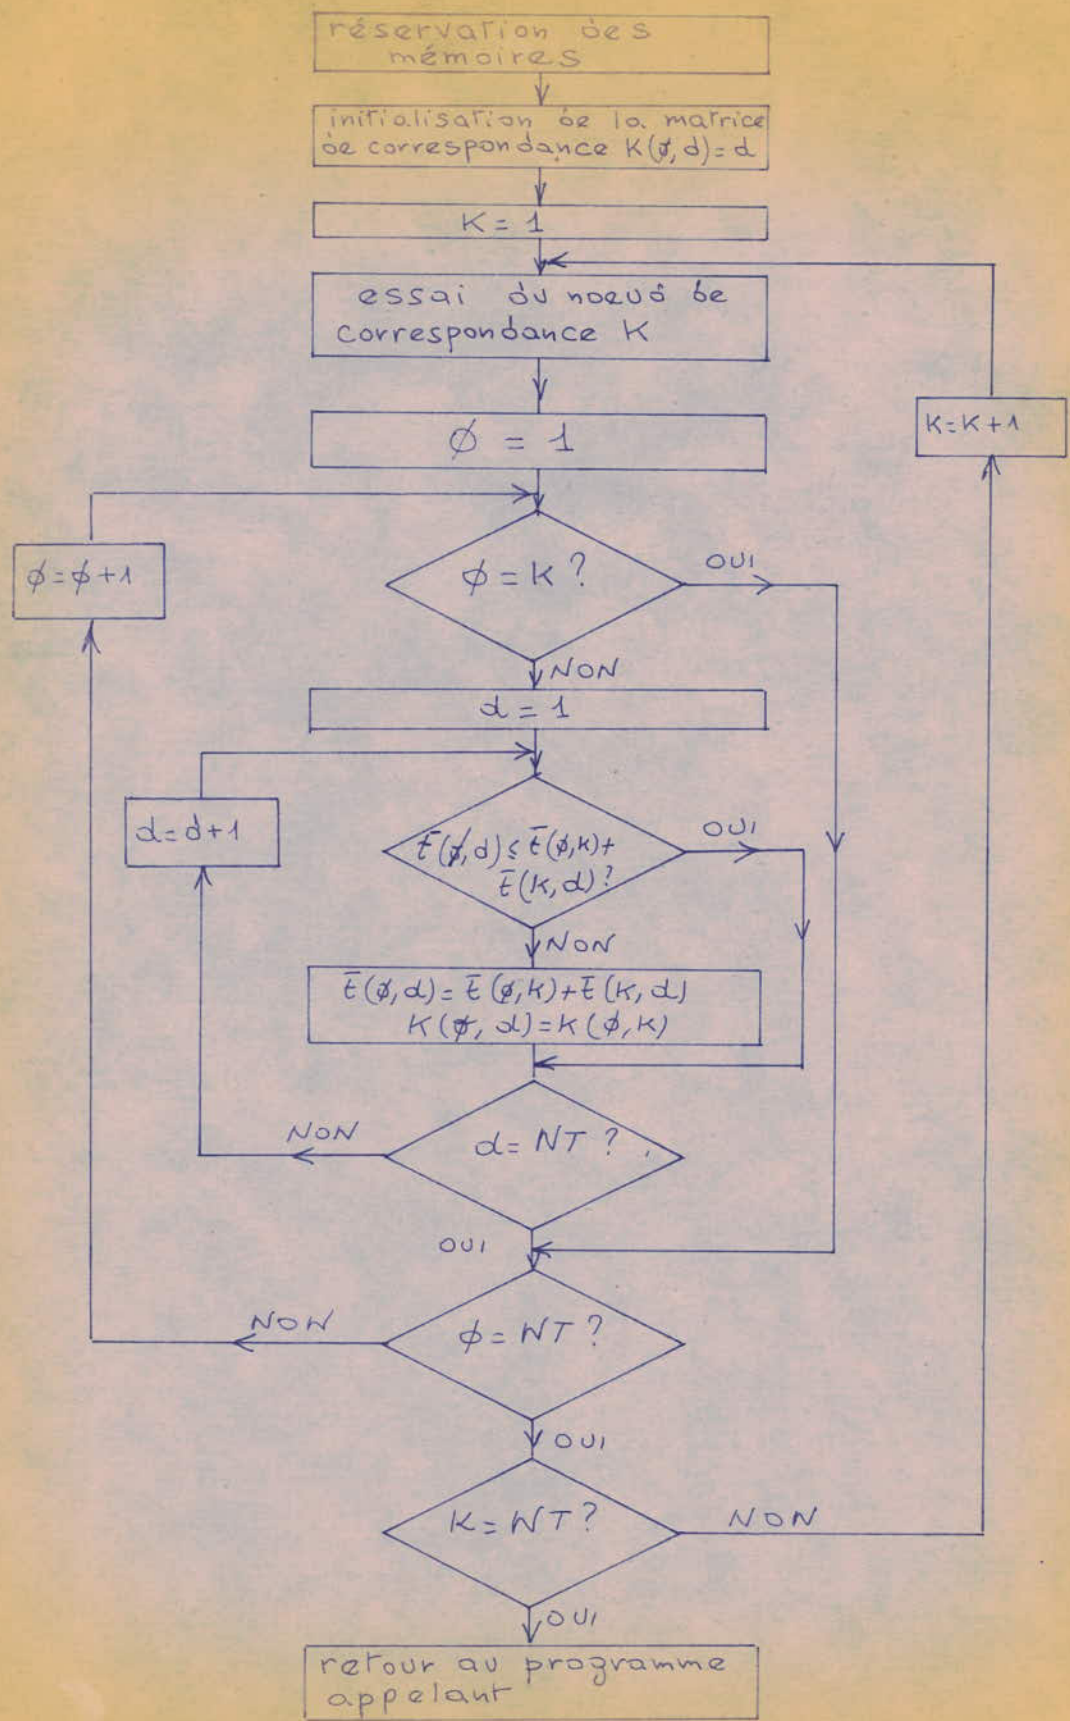 réservation des
mémoires
initialisation de la matrice
de correspondance K(ø,d)=d
K = 1
essai du noeud de
correspondance K
K=K+1
ø = 1
ø=ø+1
ø = K ?
OUI
NON
d = 1
d=d+1
t̄(ø,d) ≤ t̄(ø,k)+
t̄(k,d)?
OUI
NON
t̄(ø,d)= t̄(ø,k)+t̄(k,d)
K(ø,d)=K(ø,k)
d= NT ?
NON
OUI
ø = NT ?
NON
OUI
K = NT ?
NON
OUI
retour au programme
appelant